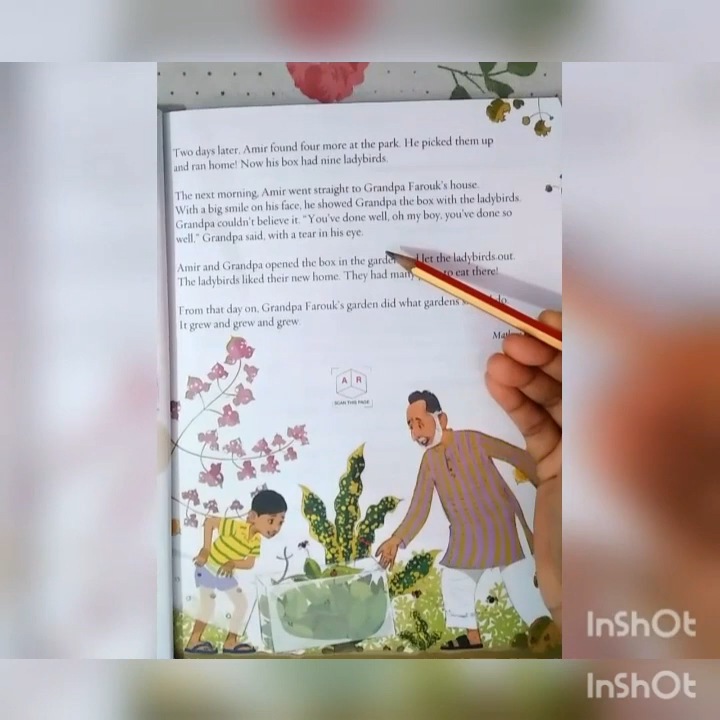 Two days later, Amir found four more at the park. He picked them up
and ran home! Now his box had nine ladybirds.
The next morning, Amir went straight to Grandpa Farouk's house.
With a big smile on his face, he showed Grandpa the box with the ladybirds.
Grandpa couldn't believe it. "You've done well, oh my boy, you've done so
well," Grandpa said, with a tear in his eye.
Amir and Grandpa opened the box in the let the ladybirds out.
The ladybirds liked their new home. They had many to eat there!
From that day on, Grandpa Farouk's garden did what gardens do.
It grew and grew and grew.
A R
SCAN THIS PAGE
InShOt
InShOt